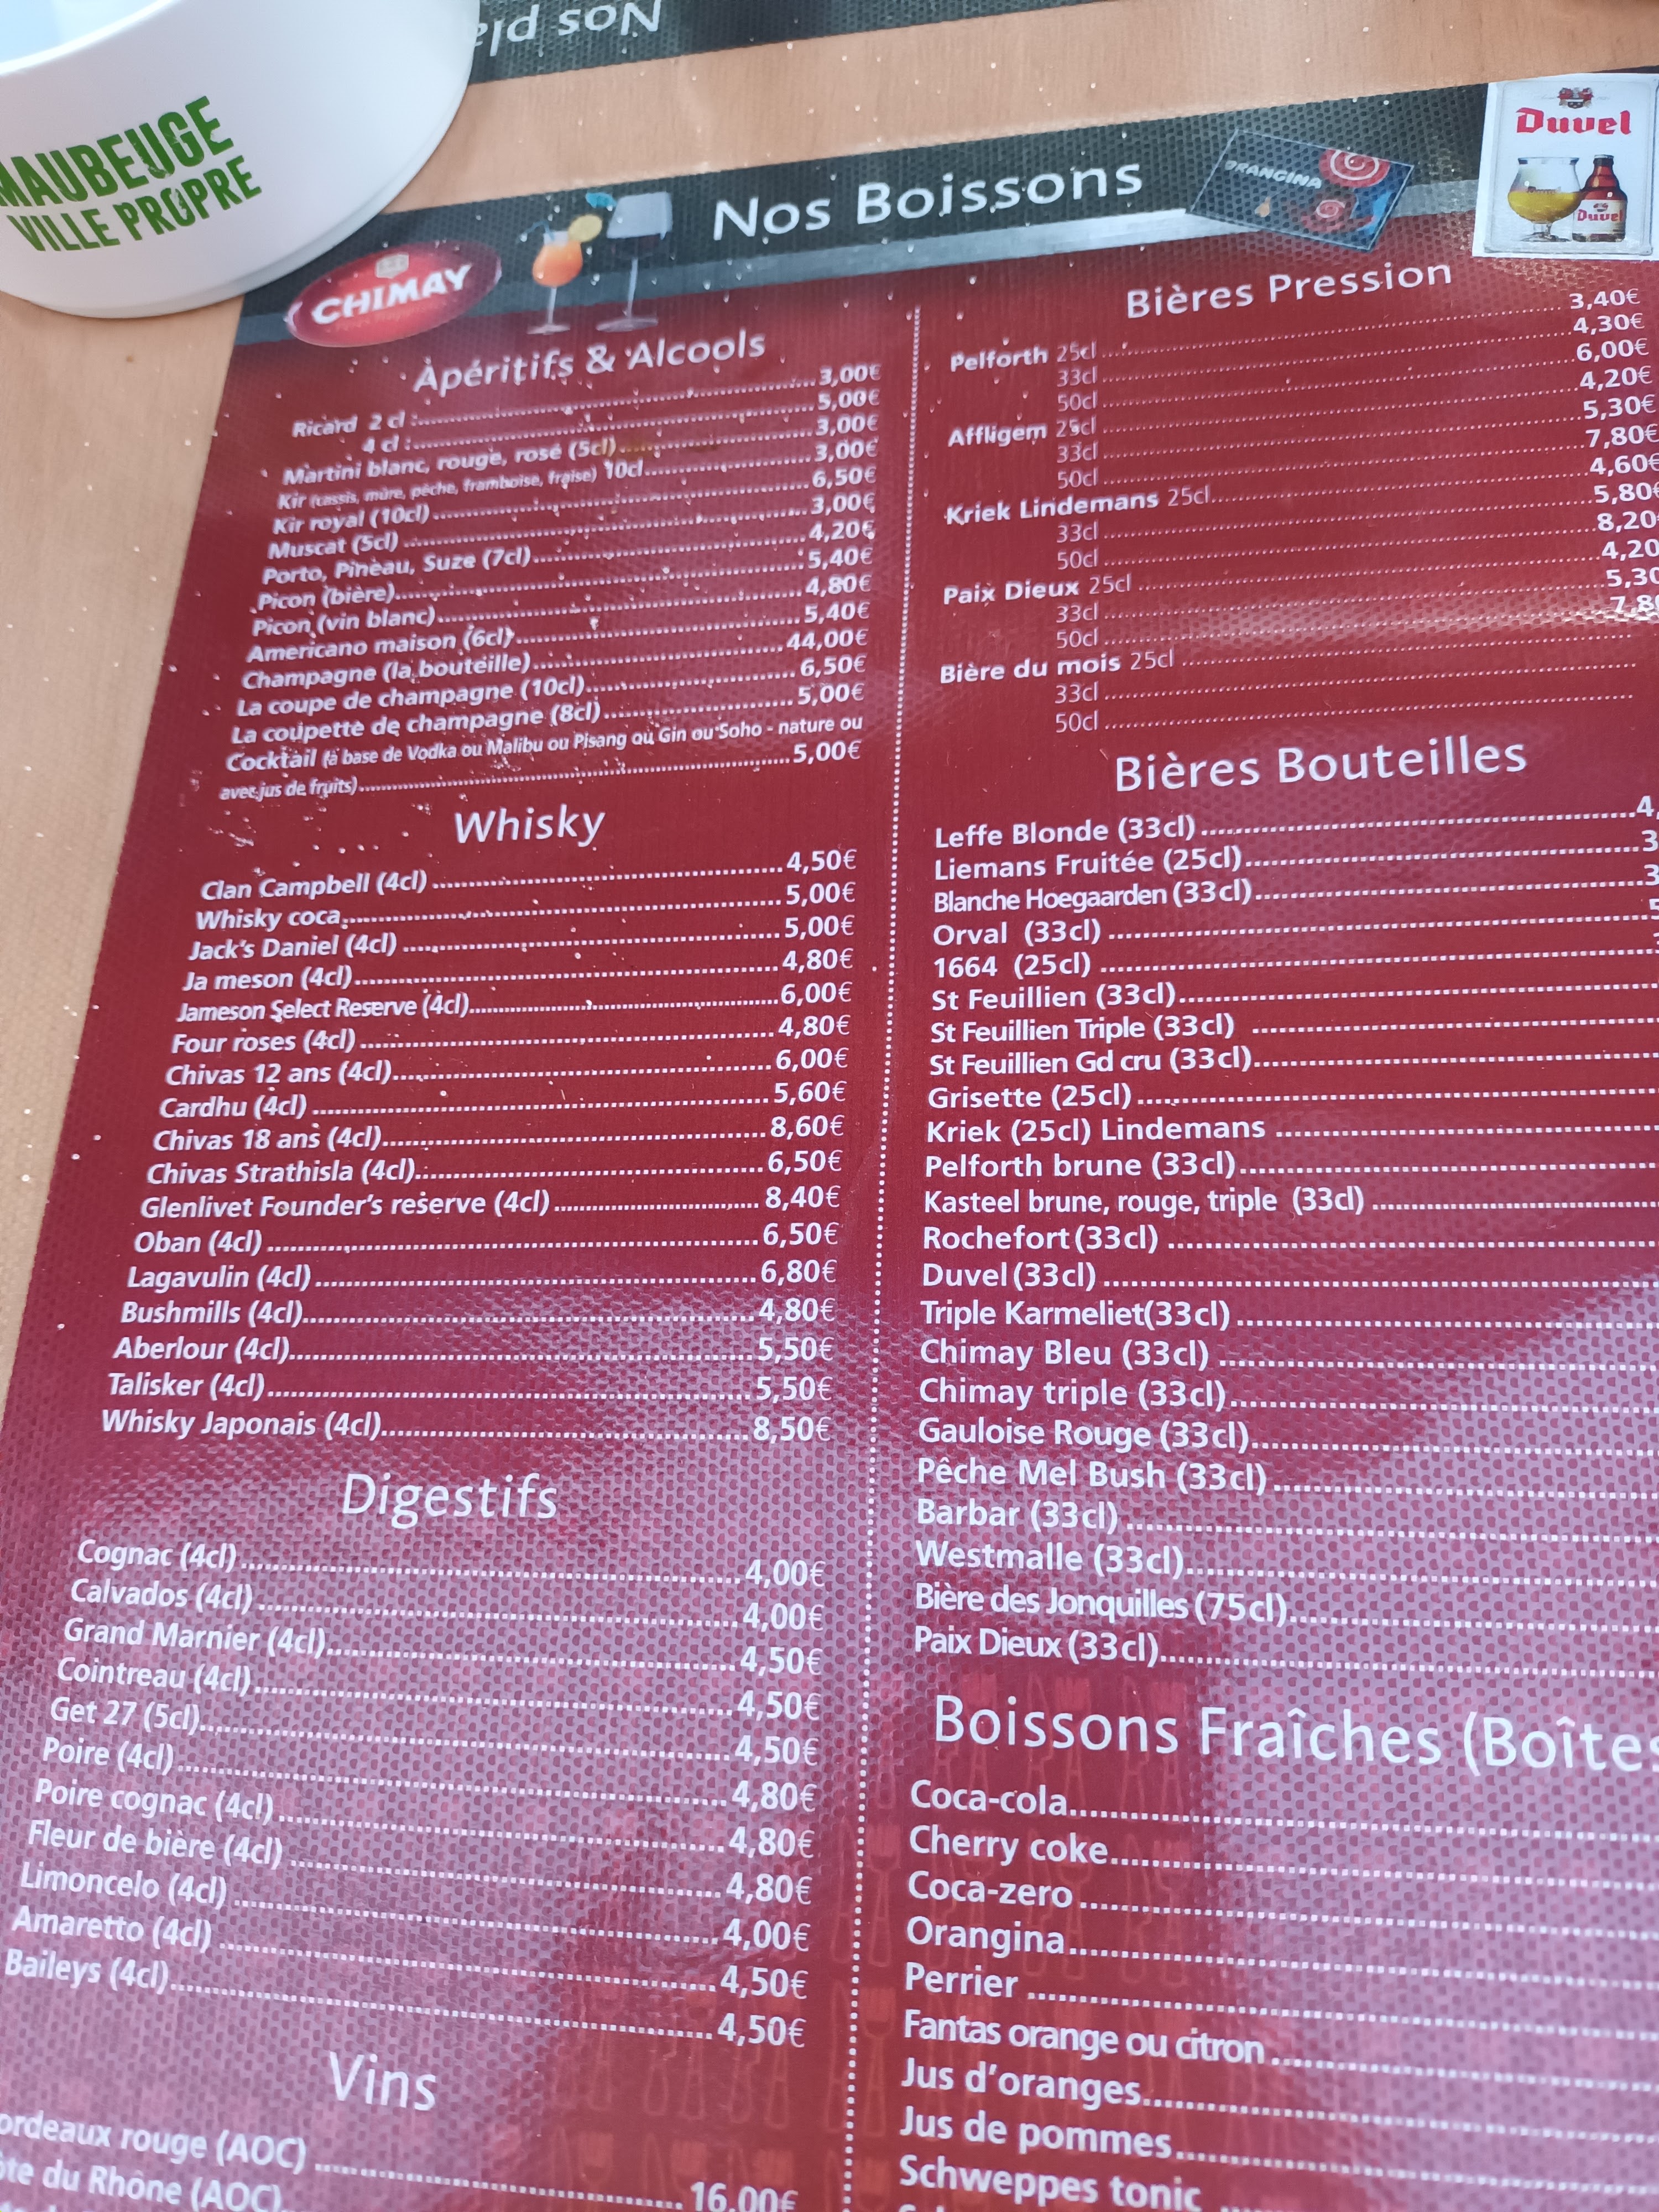 Nos pla
MAUBEUGE
VILLE PROPRE
CHIMAY
Nos Boissons
ORANGINA
Duvel
Duvel
Apéritifs & Alcools
Ricard 2 cl : 3,00€
4 cl : 5,00€
Martini blanc, rouge, rosé (5cl) 3,00€
Kir (cassis, mûre, pêche, framboise, fraise) 10cl 3,00€
Kir royal (10cl) 6,50€
Muscat (5cl) 3,00€
Porto, Pineau, Suze (7cl) 4,20€
Picon (bière) 5,40€
Picon (vin blanc) 4,80€
Americano maison (6cl) 5,40€
Champagne (la bouteille) 44,00€
La coupe de champagne (10cl) 6,50€
La coupette de champagne (8cl) 5,00€
Cocktail (à base de Vodka ou Malibu ou Pisang ou Gin ou Soho - nature ou
avec jus de fruits) 5,00€
Whisky
Clan Campbell (4cl) 4,50€
Whisky coca 5,00€
Jack's Daniel (4cl) 5,00€
Ja meson (4cl) 4,80€
Jameson Select Reserve (4cl) 6,00€
Four roses (4cl) 4,80€
Chivas 12 ans (4cl) 6,00€
Cardhu (4cl) 5,60€
Chivas 18 ans (4cl) 8,60€
Chivas Strathisla (4cl) 6,50€
Glenlivet Founder's reserve (4cl) 8,40€
Oban (4cl) 6,50€
Lagavulin (4cl) 6,80€
Bushmills (4cl) 4,80€
Aberlour (4cl) 5,50€
Talisker (4cl) 5,50€
Whisky Japonais (4cl) 8,50€
Digestifs
Cognac (4cl) 4,00€
Calvados (4cl) 4,00€
Grand Marnier (4cl) 4,50€
Cointreau (4cl) 4,50€
Get 27 (5cl) 4,50€
Poire (4cl) 4,80€
Poire cognac (4cl) 4,80€
Fleur de bière (4cl) 4,80€
Limoncelo (4cl) 4,00€
Amaretto (4cl) 4,50€
Baileys (4cl) 4,50€
Vins
ordeaux rouge (AOC) 16,00€
te du Rhône (AOC)
Bières Pression
Pelforth 25cl 3,40€
33cl 4,30€
50cl 6,00€
Affligem 25cl 4,20€
33cl 5,30€
50cl 7,80€
Kriek Lindemans 25cl 4,60€
33cl 5,80€
50cl 8,20
Paix Dieux 25cl 4,20
33cl 5,30
50cl 7,80
Bière du mois 25cl
33cl
50cl
Bières Bouteilles
Leffe Blonde (33cl) 4,
Liemans Fruitée (25cl) 3
Blanche Hoegaarden (33cl) 3
Orval (33cl) 5
1664 (25cl)
St Feuillien (33cl)
St Feuillien Triple (33cl)
St Feuillien Gd cru (33cl)
Grisette (25cl)
Kriek (25cl) Lindemans
Pelforth brune (33cl)
Kasteel brune, rouge, triple (33cl)
Rochefort (33cl)
Duvel (33cl)
Triple Karmeliet(33cl)
Chimay Bleu (33cl)
Chimay triple (33cl)
Gauloise Rouge (33cl)
Pêche Mel Bush (33cl)
Barbar (33cl)
Westmalle (33cl)
Bière des Jonquilles (75cl)
Paix Dieux (33cl)
Boissons Fraîches (Boîtes
Coca-cola
Cherry coke
Coca-zero
Orangina
Perrier
Fantas orange ou citron
Jus d'oranges
Jus de pommes
Schweppes tonic